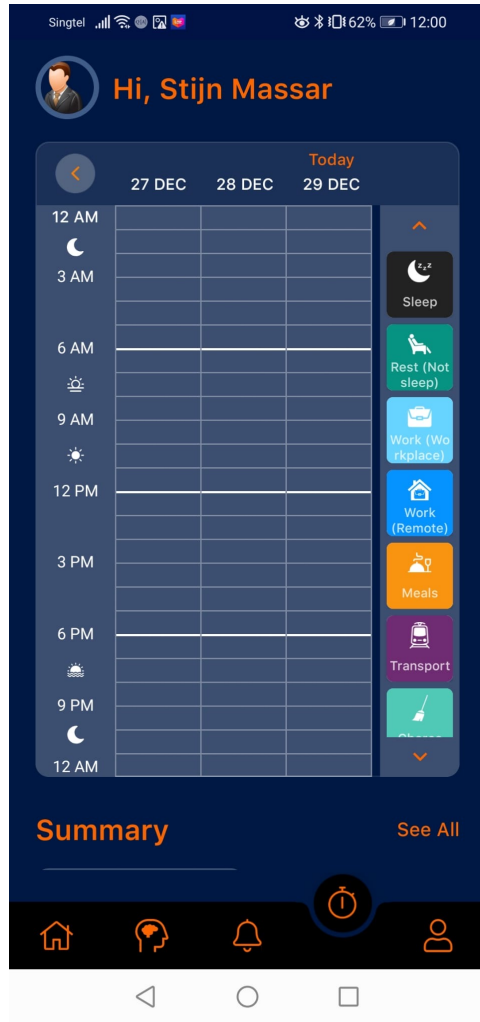 Singtel 62% 12:00
Hi, Stijn Massar
Today
27 DEC 28 DEC 29 DEC
12 AM
3 AM
6 AM
9 AM
12 PM
3 PM
6 PM
9 PM
12 AM
z z z
Sleep
Rest (Not
sleep)
Work (Wo
rkplace)
Work
(Remote)
Meals
Transport
Summary
See All